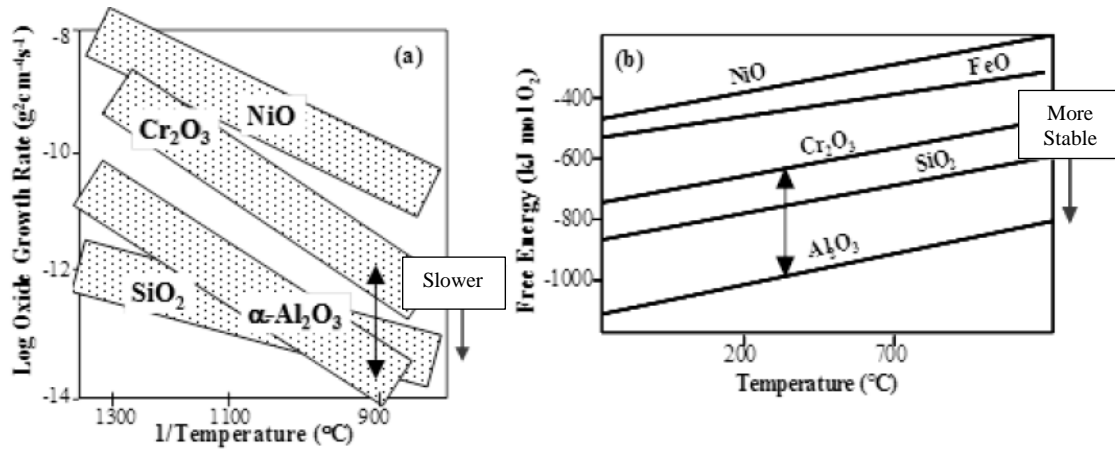 Log Oxide Growth Rate (g²cm⁻⁴s⁻¹)
-8
-10
-12
-14
(a)
NiO
Cr₂O₃
SiO₂
α-Al₂O₃
Slower
1300
1100
900
1/Temperature (°C)
Free Energy (kJ mol O₂)
-400
-600
-800
-1000
(b)
NiO
FeO
Cr₂O₃
SiO₂
Al₂O₃
More
Stable
200
700
Temperature (°C)